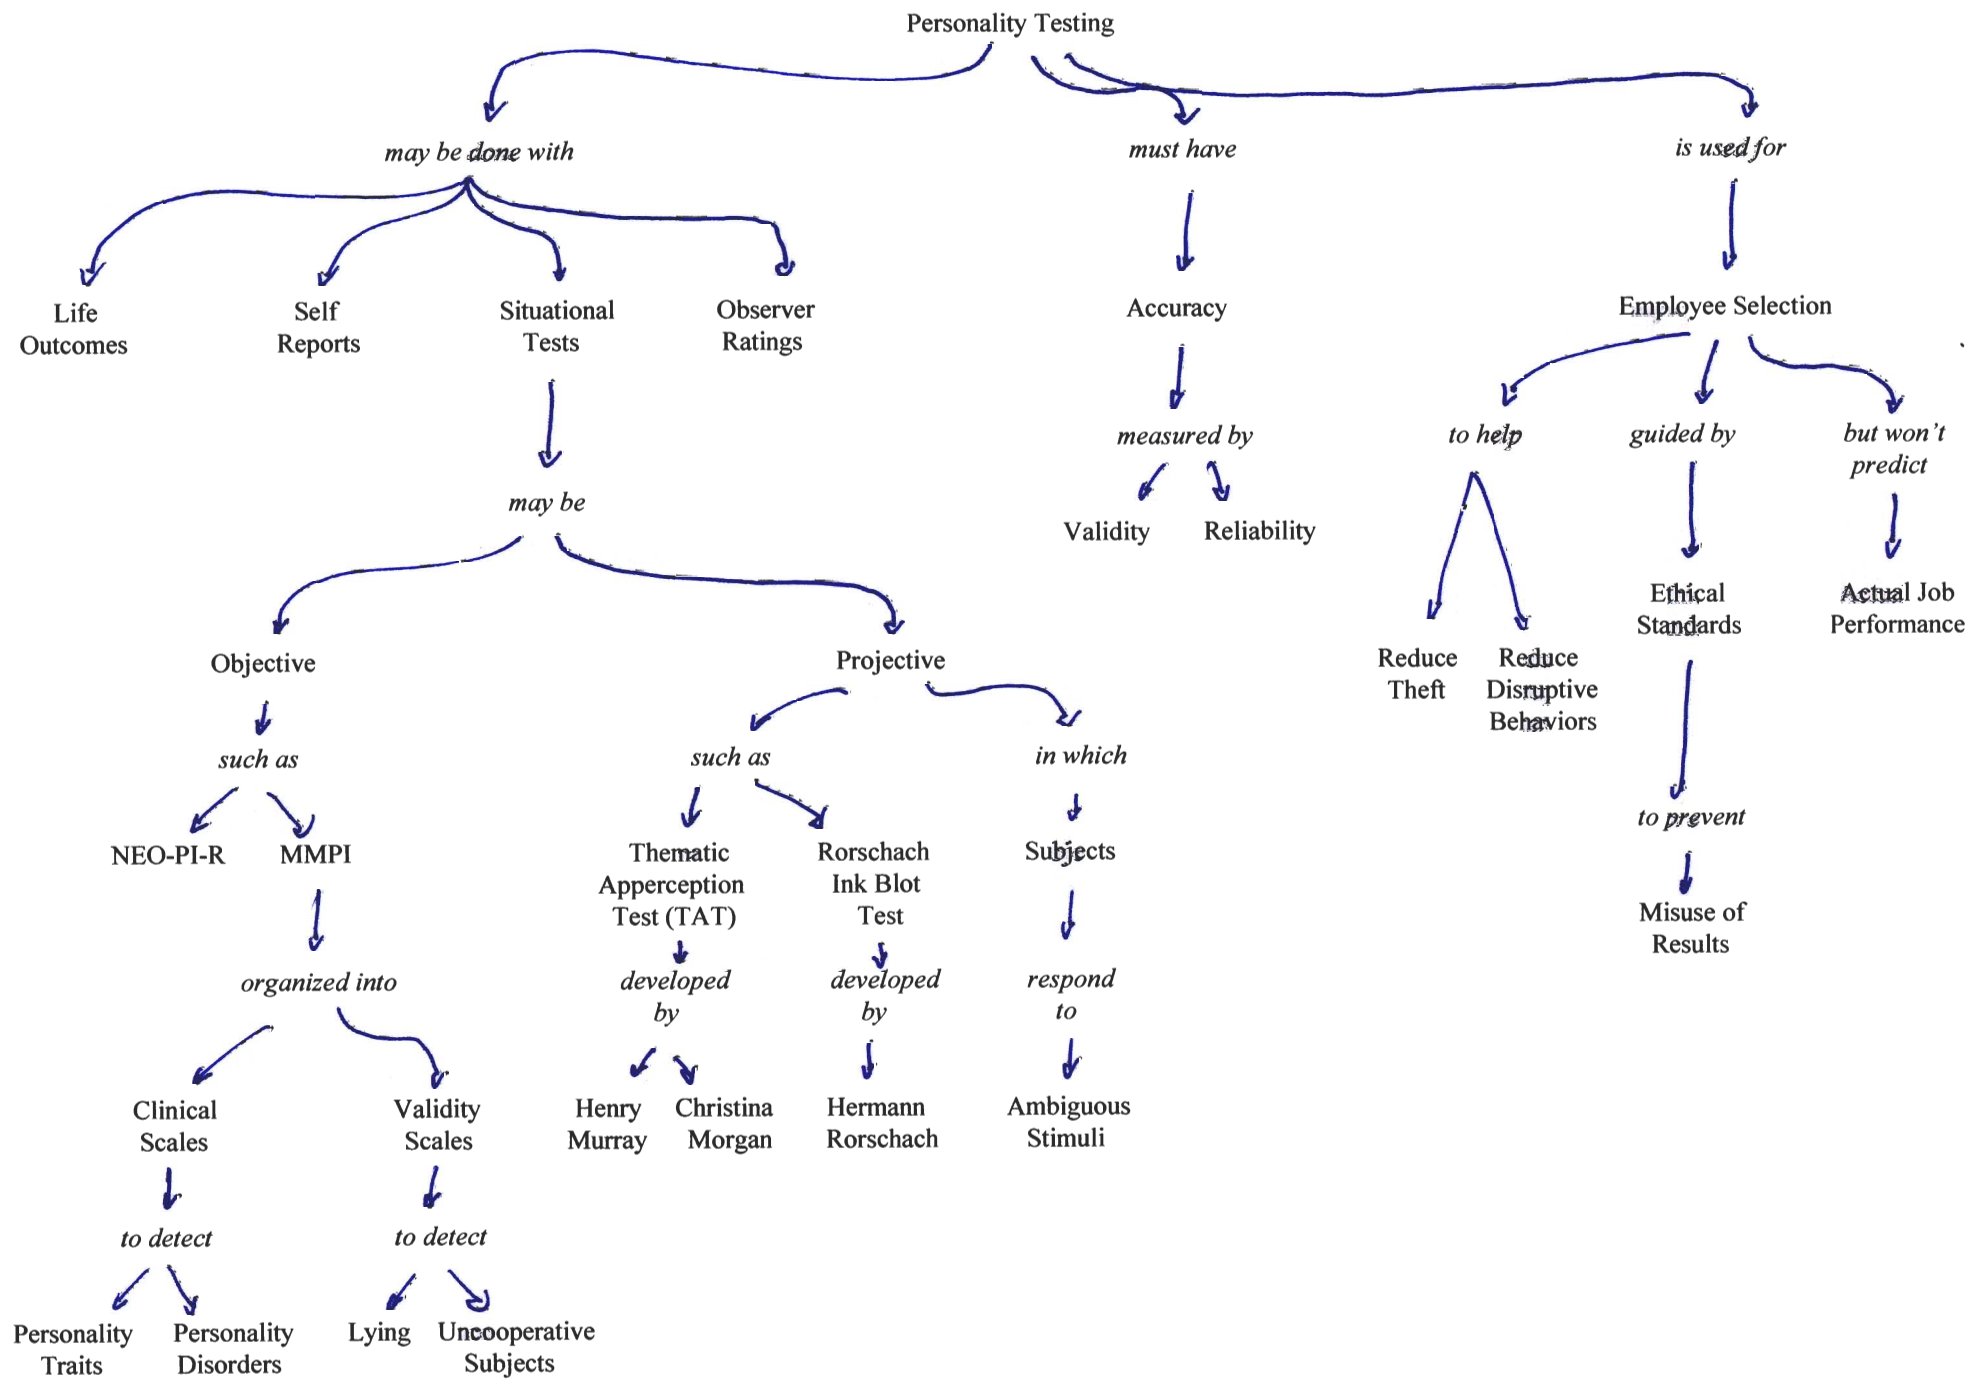 Personality Testing
may be done with
must have
is used for
Life
Outcomes
Self
Reports
Situational
Tests
Observer
Ratings
Accuracy
Employee Selection
may be
measured by
Validity
Reliability
to help
guided by
but won't
predict
Reduce
Theft
Reduce
Disruptive
Behaviors
Ethical
Standards
Actual Job
Performance
to prevent
Misuse of
Results
Objective
Projective
such as
NEO-PI-R
MMPI
organized into
Clinical
Scales
Validity
Scales
to detect
to detect
Personality
Traits
Personality
Disorders
Lying
Uncooperative
Subjects
such as
in which
Thematic
Apperception
Test (TAT)
Rorschach
Ink Blot
Test
Subjects
developed
by
developed
by
respond
to
Henry
Murray
Christina
Morgan
Hermann
Rorschach
Ambiguous
Stimuli